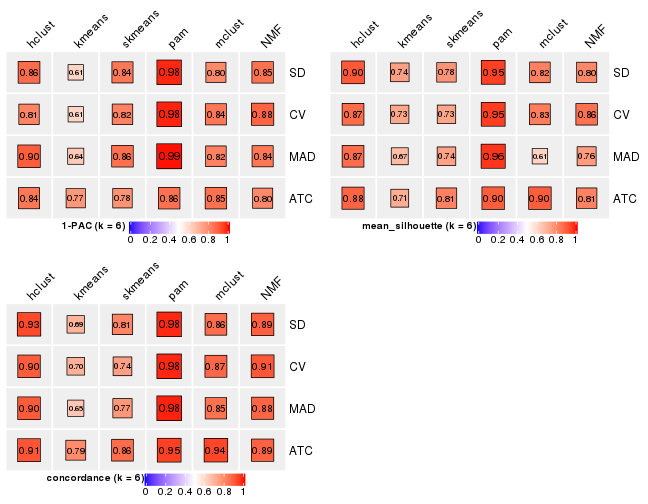 hclust kmeans skmeans pam mclust NMF
0.86 0.61 0.84 0.98 0.80 0.85 SD
0.81 0.61 0.82 0.98 0.84 0.88 CV
0.90 0.64 0.86 0.99 0.82 0.84 MAD
0.84 0.77 0.78 0.86 0.85 0.80 ATC
1-PAC (k = 6)
0 0.2 0.4 0.6 0.8 1
hclust kmeans skmeans pam mclust NMF
0.90 0.74 0.78 0.95 0.82 0.80 SD
0.87 0.73 0.73 0.95 0.83 0.86 CV
0.87 0.67 0.74 0.96 0.61 0.76 MAD
0.88 0.71 0.81 0.90 0.90 0.81 ATC
mean_silhouette (k = 6)
0 0.2 0.4 0.6 0.8 1
hclust kmeans skmeans pam mclust NMF
0.93 0.69 0.81 0.98 0.86 0.89 SD
0.90 0.70 0.74 0.98 0.87 0.91 CV
0.90 0.65 0.77 0.98 0.85 0.88 MAD
0.91 0.79 0.86 0.95 0.94 0.89 ATC
concordance (k = 6)
0 0.2 0.4 0.6 0.8 1